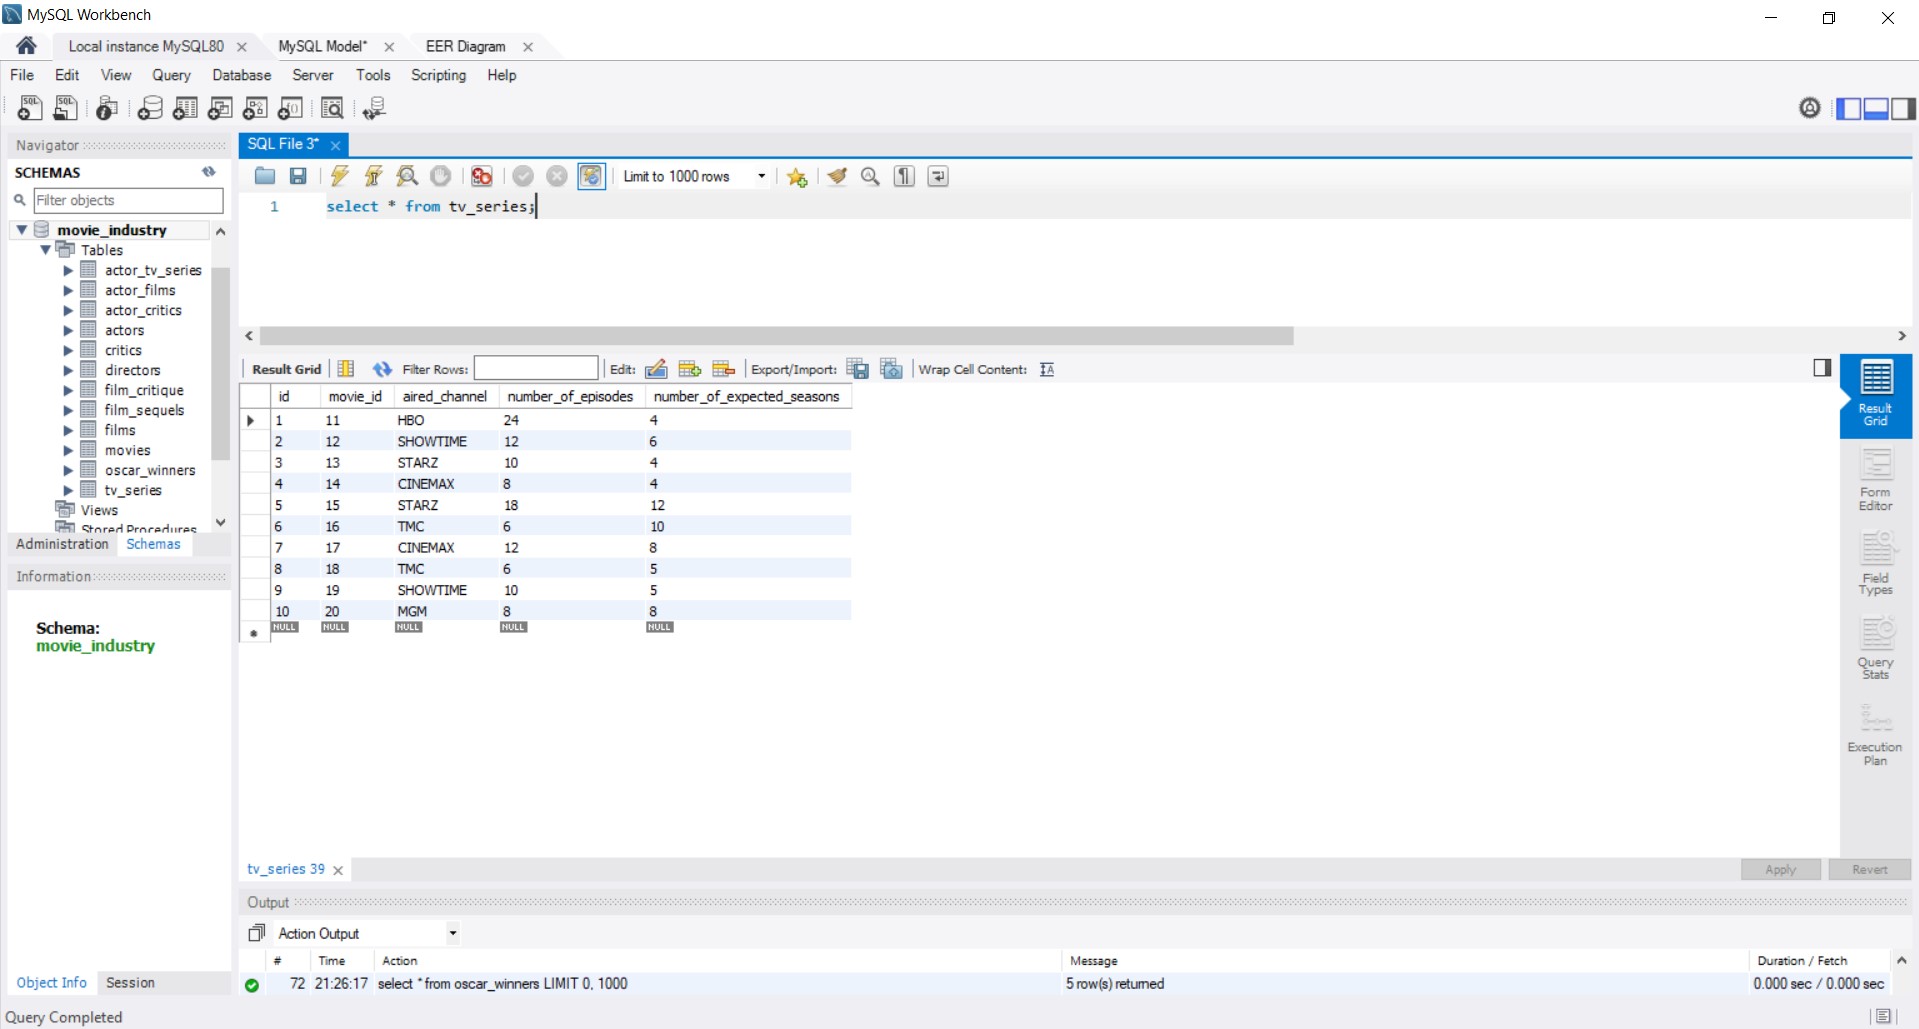 MySQL Workbench
Local instance MySQL80 MySQL Model* EER Diagram
File Edit View Query Database Server Tools Scripting Help
Navigator
SCHEMAS
Filter objects
movie_industry
Tables
actor_tv_series
actor_films
actor_critics
actors
critics
directors
film_critique
film_sequels
films
movies
oscar_winners
tv_series
Views
Stored Procedures
Administration Schemas
Information
Schema:
movie_industry
Object Info Session
SQL File 3*
Limit to 1000 rows
1 select * from tv_series;
Result Grid Filter Rows: Edit: Export/Import: Wrap Cell Content:
id movie_id aired_channel number_of_episodes number_of_expected_seasons
1 11 HBO 24 4
2 12 SHOWTIME 12 6
3 13 STARZ 10 4
4 14 CINEMAX 8 4
5 15 STARZ 18 12
6 16 TMC 6 10
7 17 CINEMAX 12 8
8 18 TMC 6 5
9 19 SHOWTIME 10 5
10 20 MGM 8 8
NULL NULL NULL NULL NULL
Result
Grid
Form
Editor
Field
Types
Query
Stats
Execution
Plan
tv_series 39
Apply Revert
Output
Action Output
# Time Action Message Duration / Fetch
72 21:26:17 select * from oscar_winners LIMIT 0, 1000 5 row(s) returned 0.000 sec / 0.000 sec
Query Completed